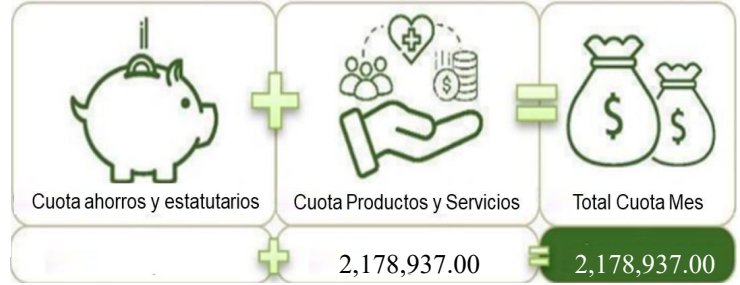 Cuota ahorros y estatutarios
Cuota Productos y Servicios
Total Cuota Mes
2,178,937.00
2,178,937.00